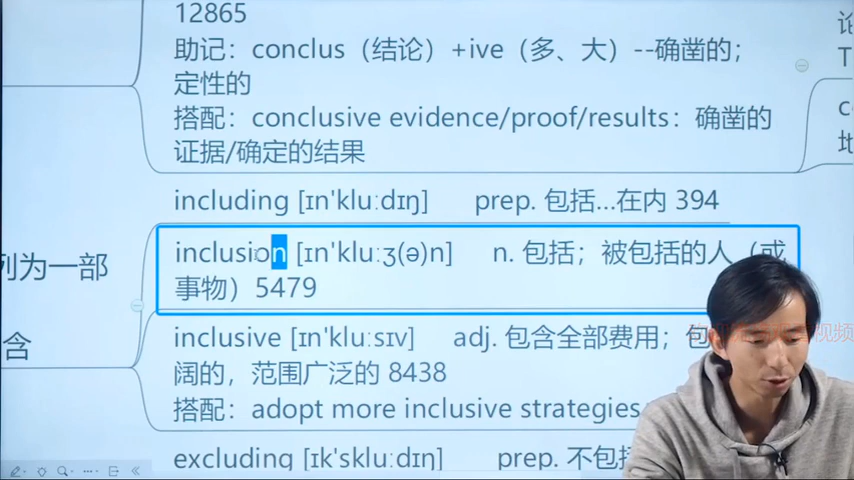 12865
助记：conclus（结论）+ive（多、大）--确凿的；
定性的
搭配：conclusive evidence/proof/results：确凿的
证据/确定的结果
including [ɪn'kluːdɪŋ] prep. 包括...在内 394
inclusion [ɪn'kluːʒ(ə)n] n. 包括；被包括的人（或
事物）5479
列为一部
含
inclusive [ɪn'kluːsɪv] adj. 包含全部费用；包
阔的，范围广泛的 8438
搭配：adopt more inclusive strategies
excluding [ɪk'skluːdɪŋ] prep. 不包括
论
T
c
地
视频